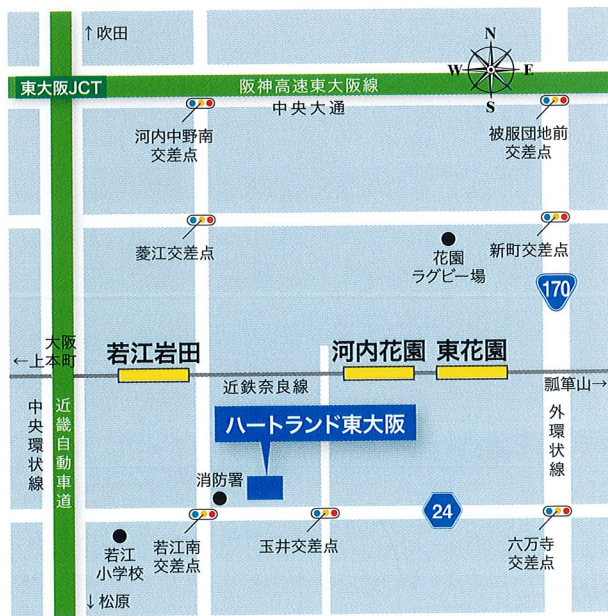 ↑吹田
N
W E
S
東大阪JCT
阪神高速東大阪線
中央大通
河内中野南
交差点
被服団地前
交差点
菱江交差点
花園
ラグビー場
新町交差点
170
大阪
←上本町
若江岩田
河内花園
東花園
近鉄奈良線
瓢箪山→
中央環状線
近畿自動車道
ハートランド東大阪
外環状線
消防署
24
若江
小学校
若江南
交差点
玉井交差点
六万寺
交差点
↓松原